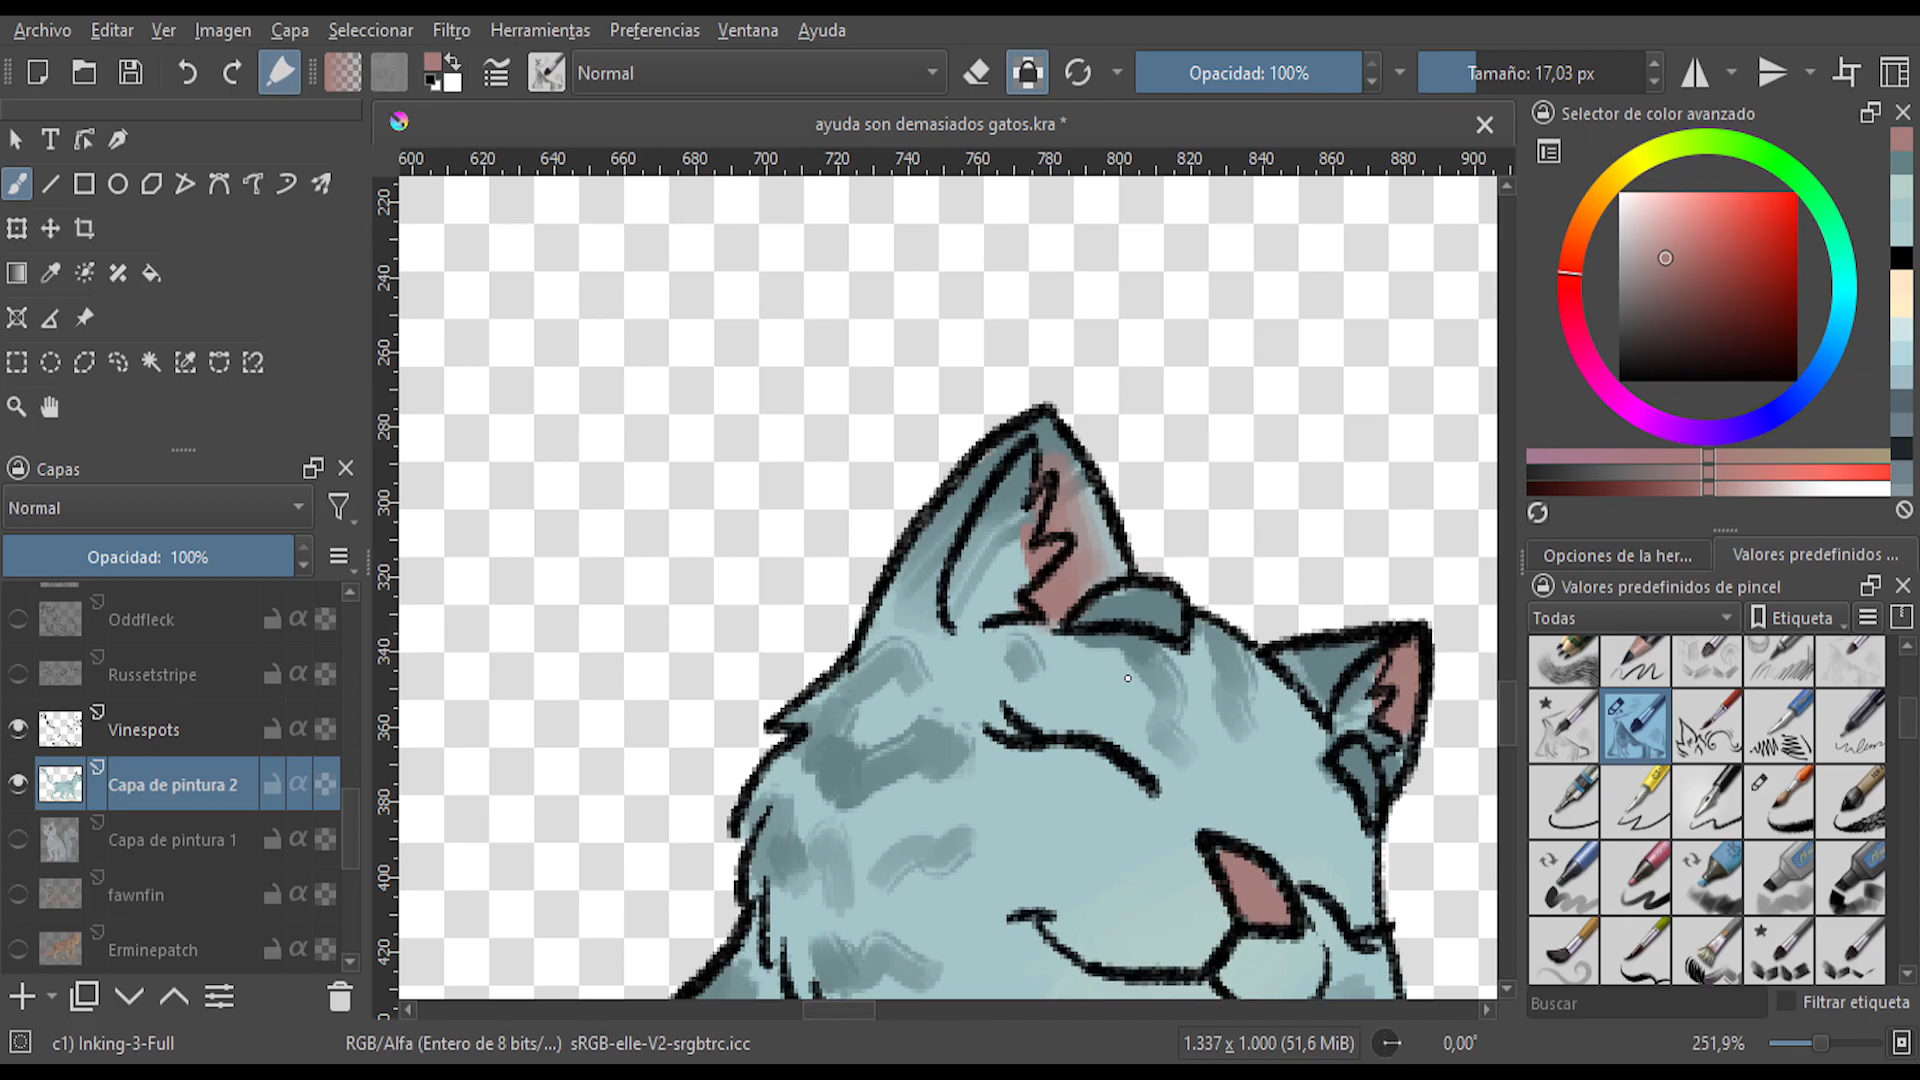 Archivo Editar Ver Imagen Capa Seleccionar Filtro Herramientas Preferencias Ventana Ayuda
Normal
Opacidad: 100%
Tamaño: 17,03 px
ayuda son demasiados gatos.kra *
600 620 640 660 680 700 720 740 760 780 800 820 840 860 880 900
220
240
260
280
300
320
340
360
380
400
420
Capas
Normal
Opacidad: 100%
Oddfleck
Russetstripe
Vinespots
Capa de pintura 2
Capa de pintura 1
fawnfin
Erminepatch
Selector de color avanzado
Opciones de la her...
Valores predefinidos ...
Valores predefinidos de pincel
Todas
Etiqueta
Buscar
Filtrar etiqueta
c1) Inking-3-Full
RGB/Alfa (Entero de 8 bits/...) sRGB-elle-V2-srgbtrc.icc
1.337 x 1.000 (51,6 MiB)
0,00°
251,9%